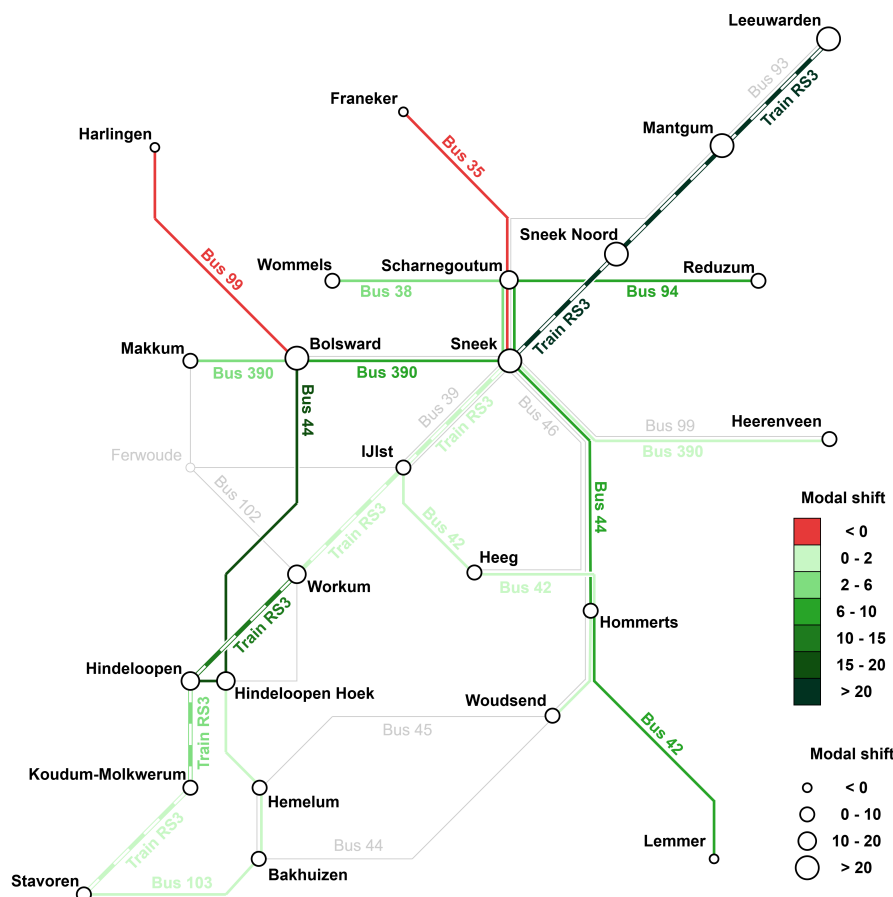 Leeuwarden
Bus 93
Train RS3
Franeker
Mantgum
Harlingen
Bus 35
Sneek Noord
Wommels
Scharnegoutum
Reduzum
Bus 99
Bus 38
Bus 94
Train RS3
Makkum
Bolsward
Sneek
Bus 390
Bus 390
Bus 44
Bus 39
Train RS3
Bus 46
Bus 99
Heerenveen
Bus 390
Ferwoude
IJlst
Bus 102
Train RS3
Bus 42
Bus 44
Modal shift
< 0
0 - 2
2 - 6
6 - 10
10 - 15
15 - 20
> 20
Heeg
Bus 42
Workum
Hommerts
Train RS3
Hindeloopen
Hindeloopen Hoek
Woudsend
Train RS3
Bus 45
Bus 42
Koudum-Molkwerum
Hemelum
Modal shift
< 0
0 - 10
10 - 20
> 20
Train RS3
Bus 44
Lemmer
Stavoren
Bus 103
Bakhuizen